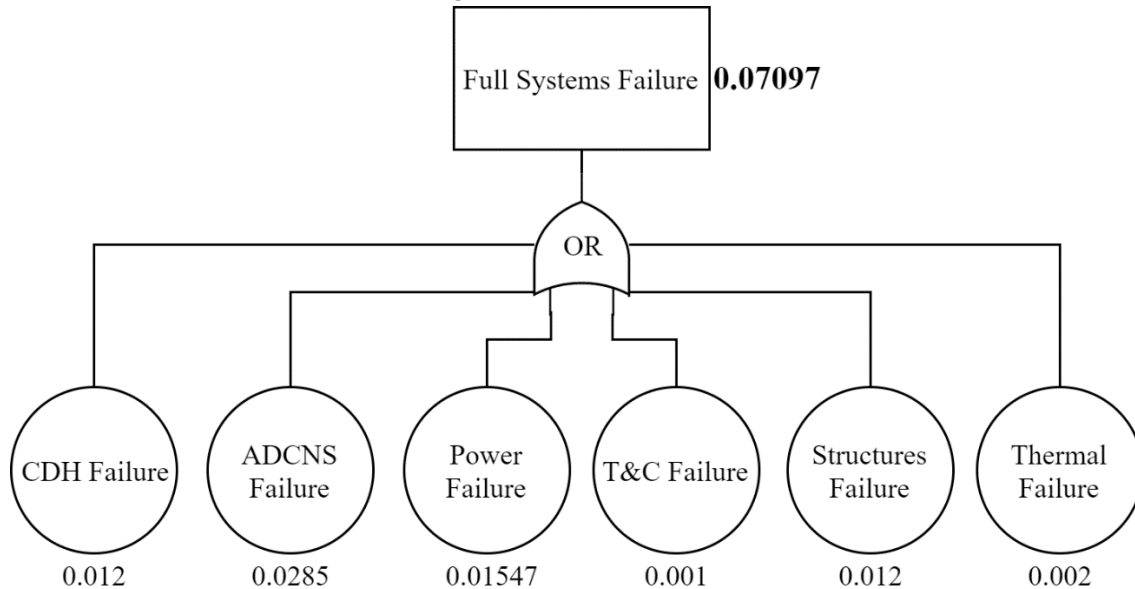 Full Systems Failure 0.07097
OR
CDH Failure
ADCNS
Failure
Power
Failure
T&C Failure
Structures
Failure
Thermal
Failure
0.012
0.0285
0.01547
0.001
0.012
0.002